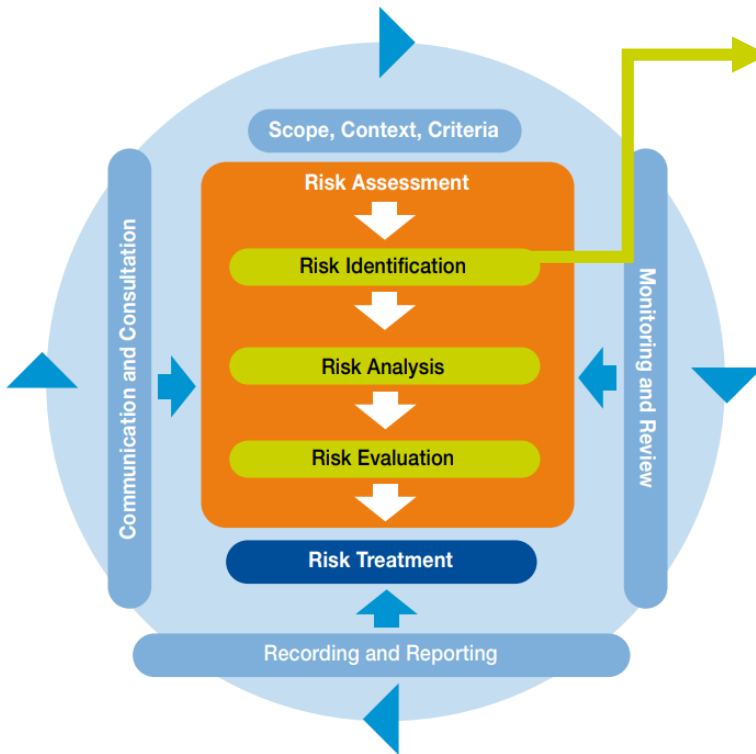 Scope, Context, Criteria
Risk Assessment
Risk Identification
Risk Analysis
Risk Evaluation
Risk Treatment
Recording and Reporting
Communication and Consultation
Monitoring and Review